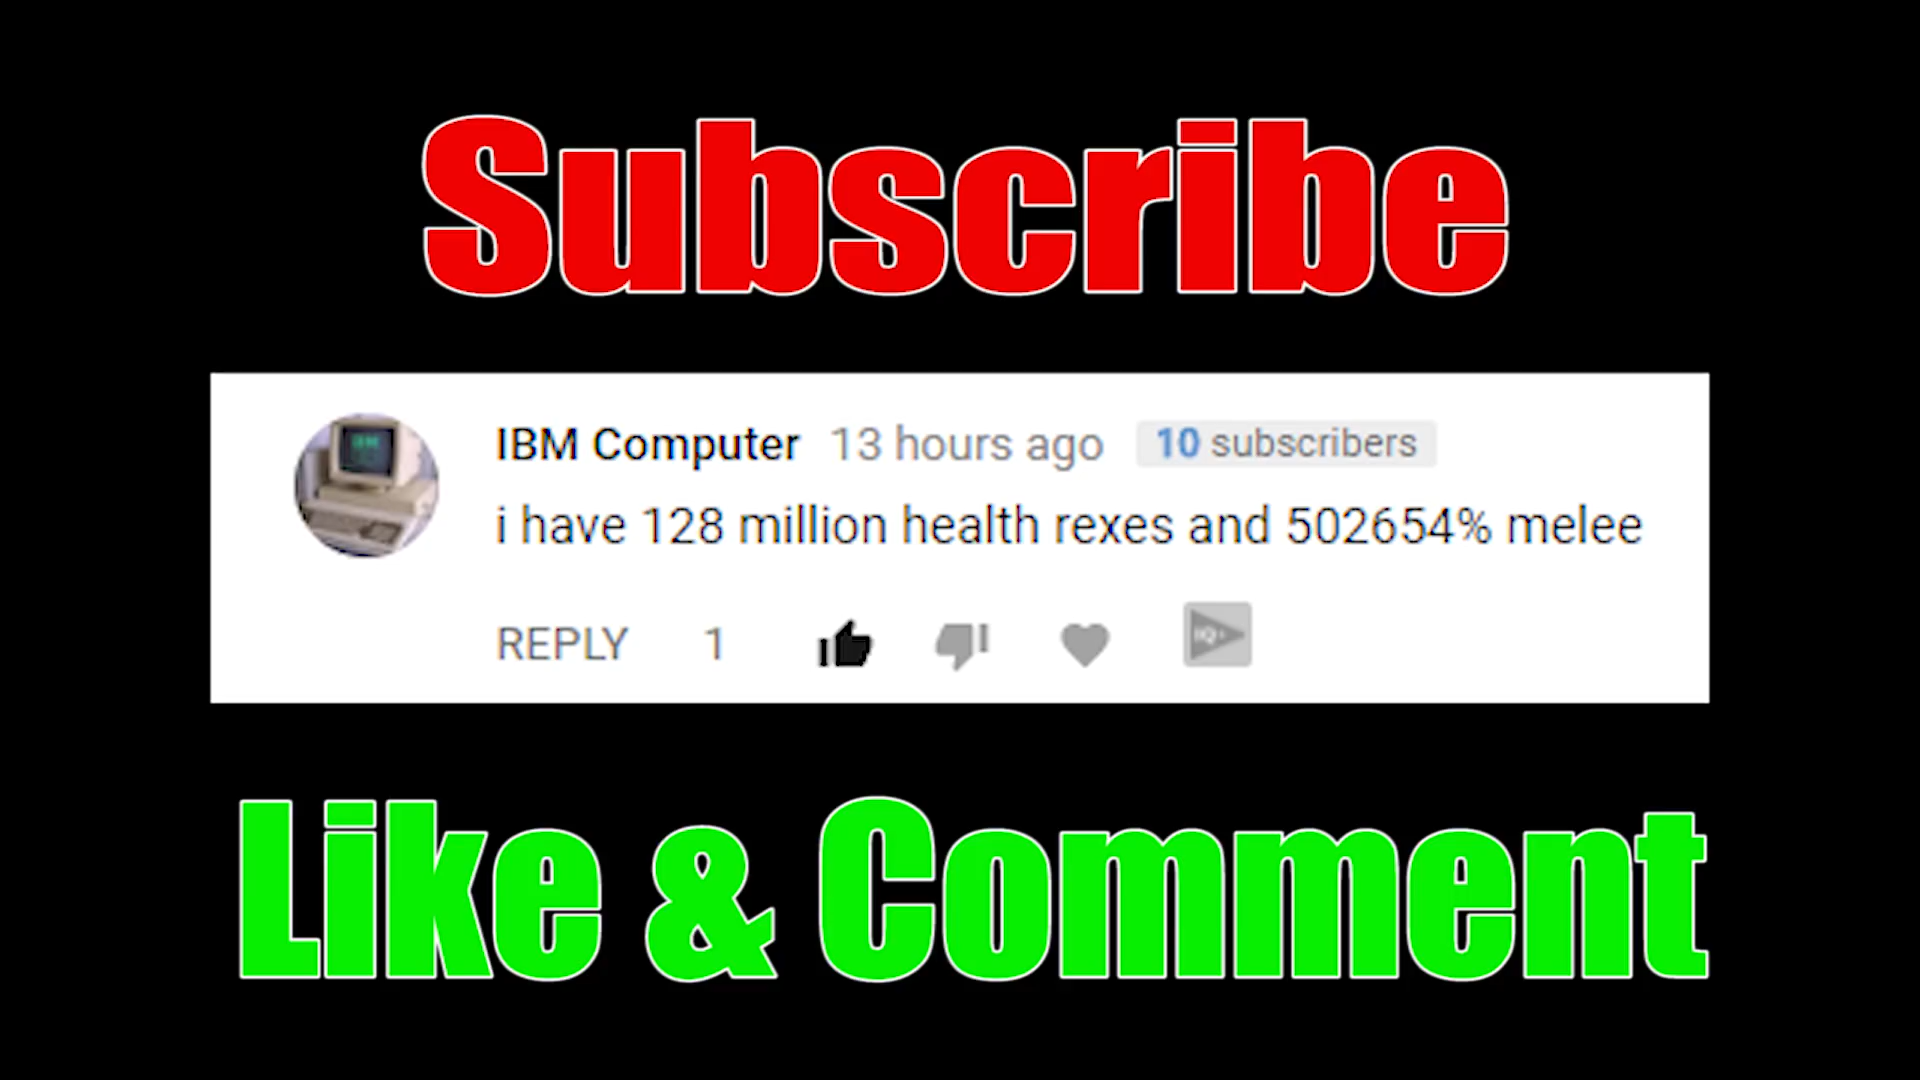 Subscribe
IBM Computer 13 hours ago 10 subscribers
i have 128 million health rexes and 502654% melee
REPLY 1
IQ+
Like & Comment